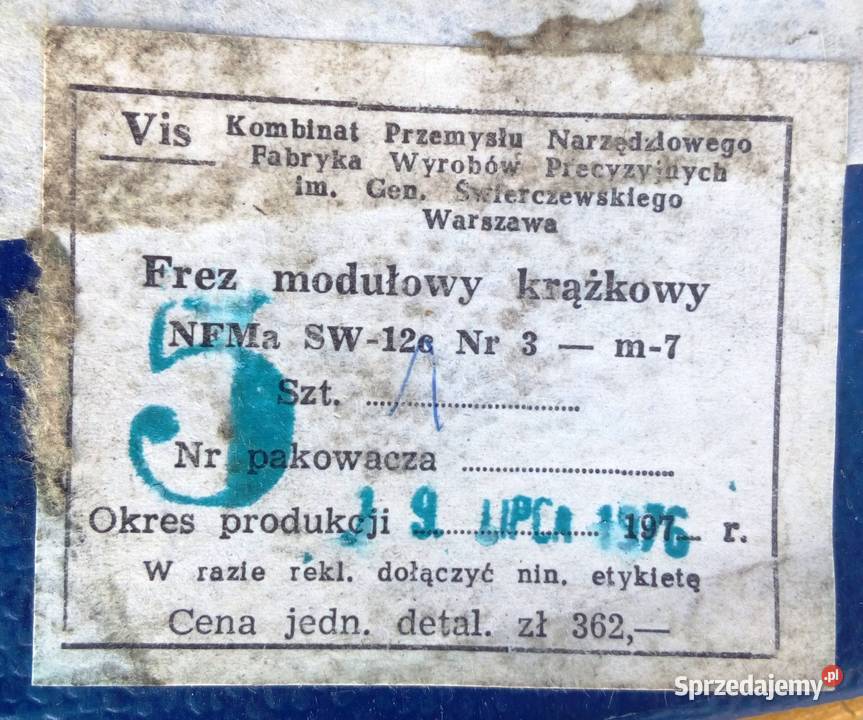 Vis Kombinat Przemysłu Narzędziowego
Fabryka Wyrobów Precyzyjnych
im. Gen. Świerczewskiego
Warszawa
Frez modułowy krążkowy
NFMa SW-12c Nr 3 — m-7
5
Szt. 1
Nr pakowacza
Okres produkcji 19 LIPCA 1976 197 r.
W razie rekl. dołączyć nin. etykietę
Cena jedn. detal. zł 362,—
Sprzedajemy.pl